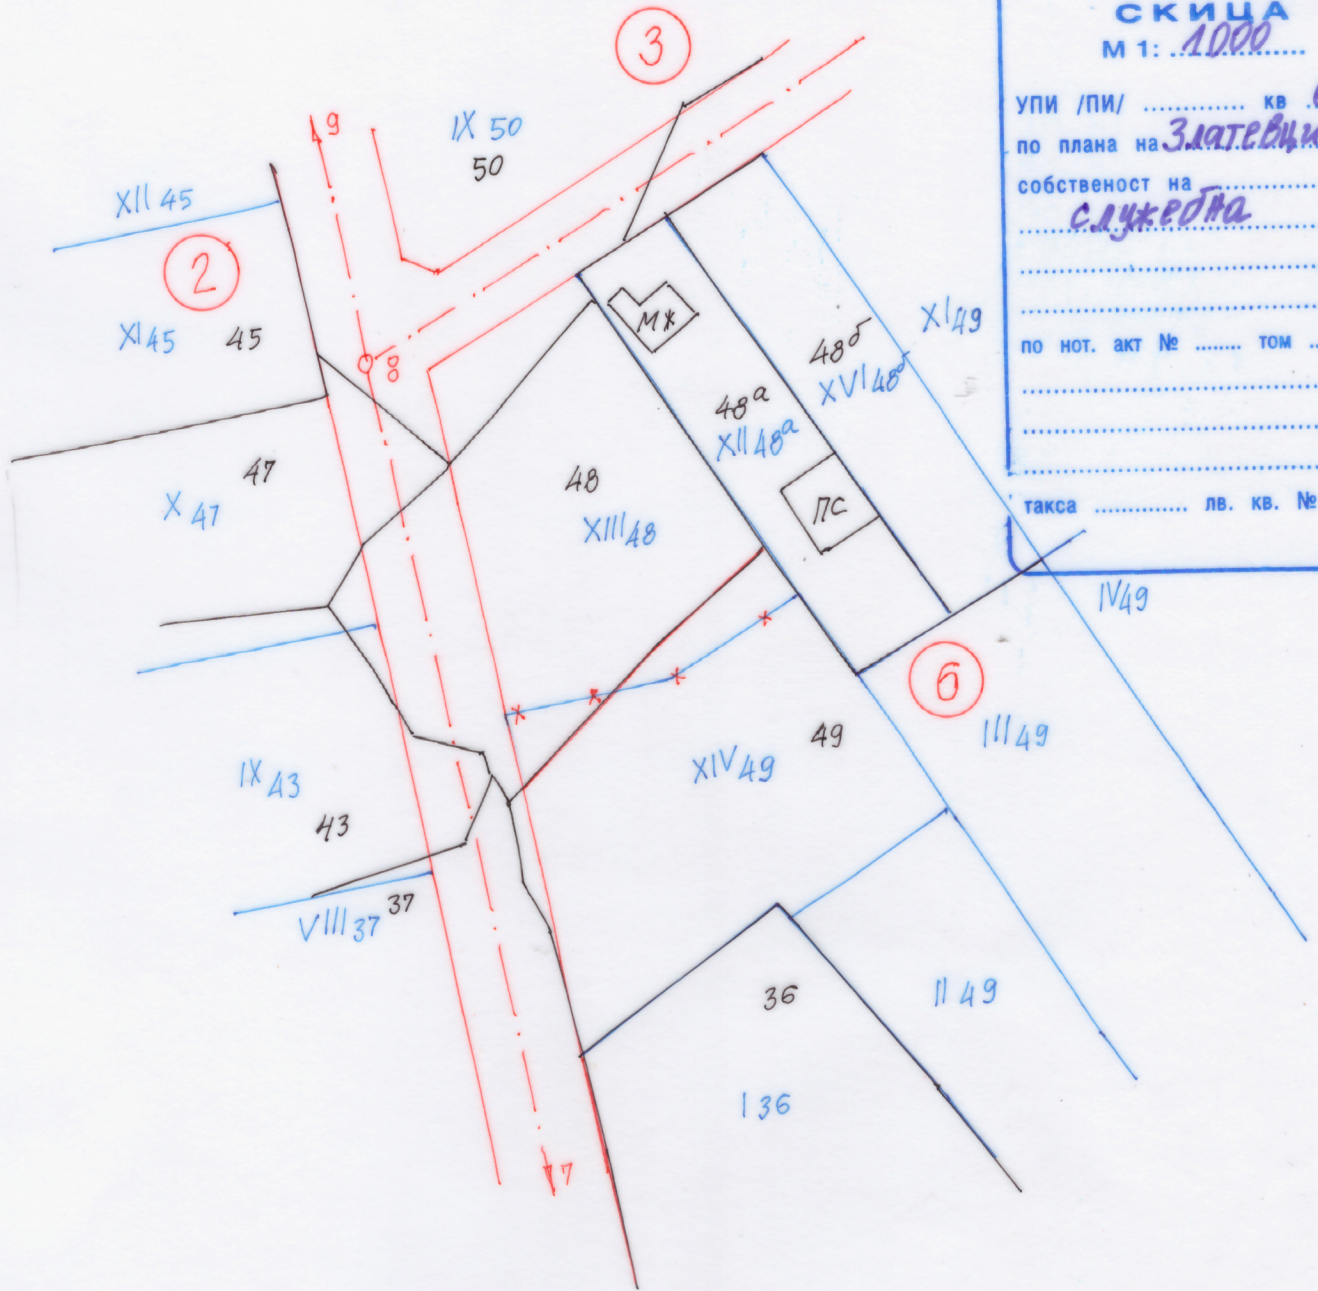 СКИЦА
М 1: 1000
УПИ /ПИ/ ............. кв .
по плана на Златевци
собственост на
служебна
по нот. акт № ........ том ..
такса ............. лв. кв. №
3
9
IX 50
50
XII 45
2
XI 45
45
8
МЖ
48б
XVI 48б
XI 49
48а
XII 48а
47
X 47
48
XIII 48
ПС
IV 49
6
III 49
49
XIV 49
IX 43
43
37
VIII 37
36
II 49
I 36
7